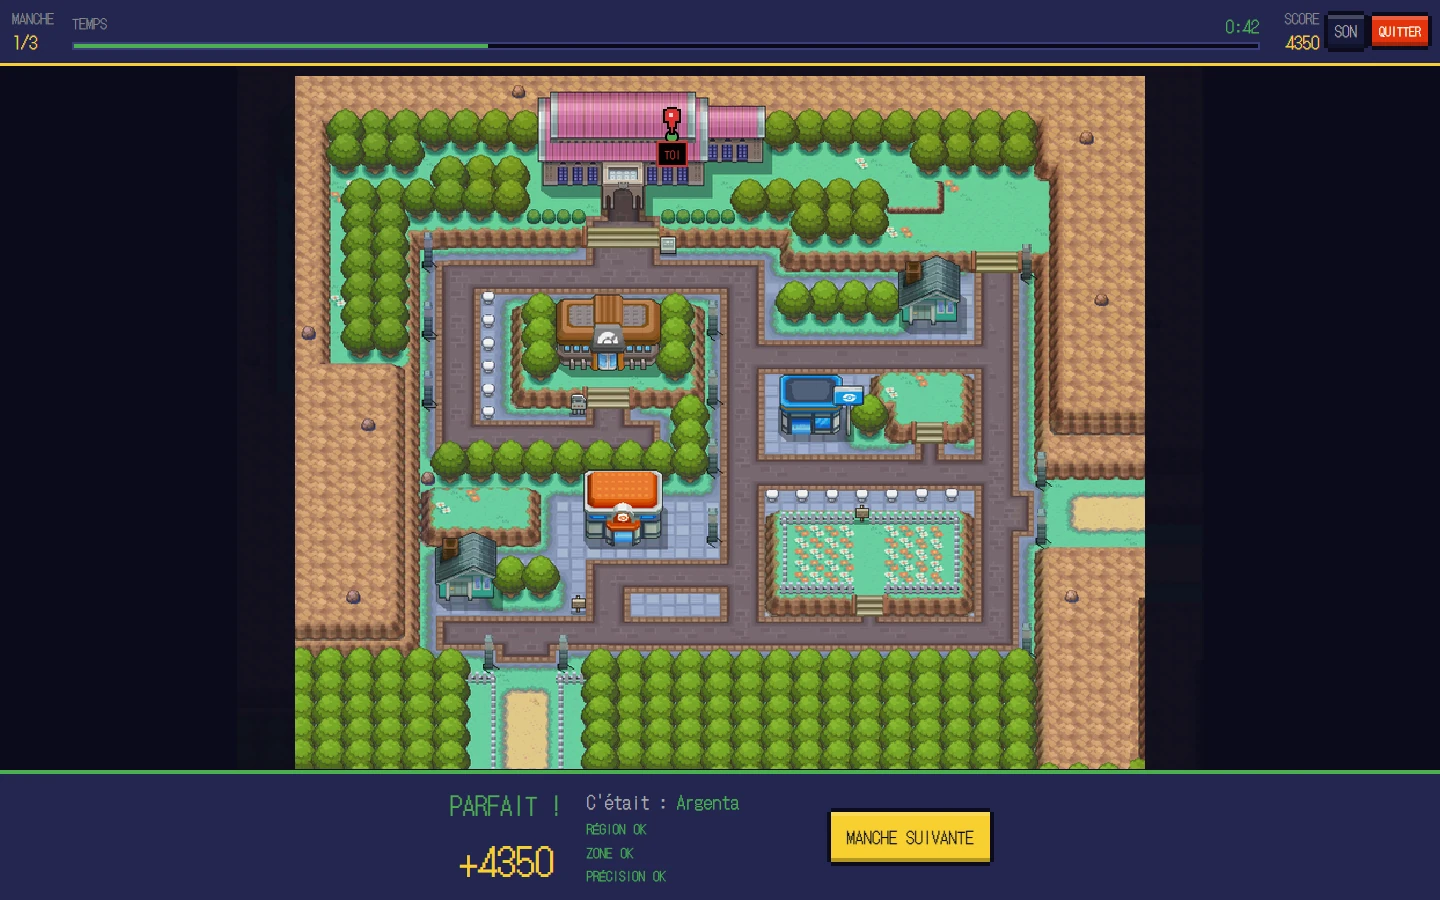 MANCHE
1/3
TEMPS
0:42
SCORE
4350
SON
QUITTER
TOI
PARFAIT !
+4350
C'était : Argenta
RÉGION OK
ZONE OK
PRÉCISION OK
MANCHE SUIVANTE